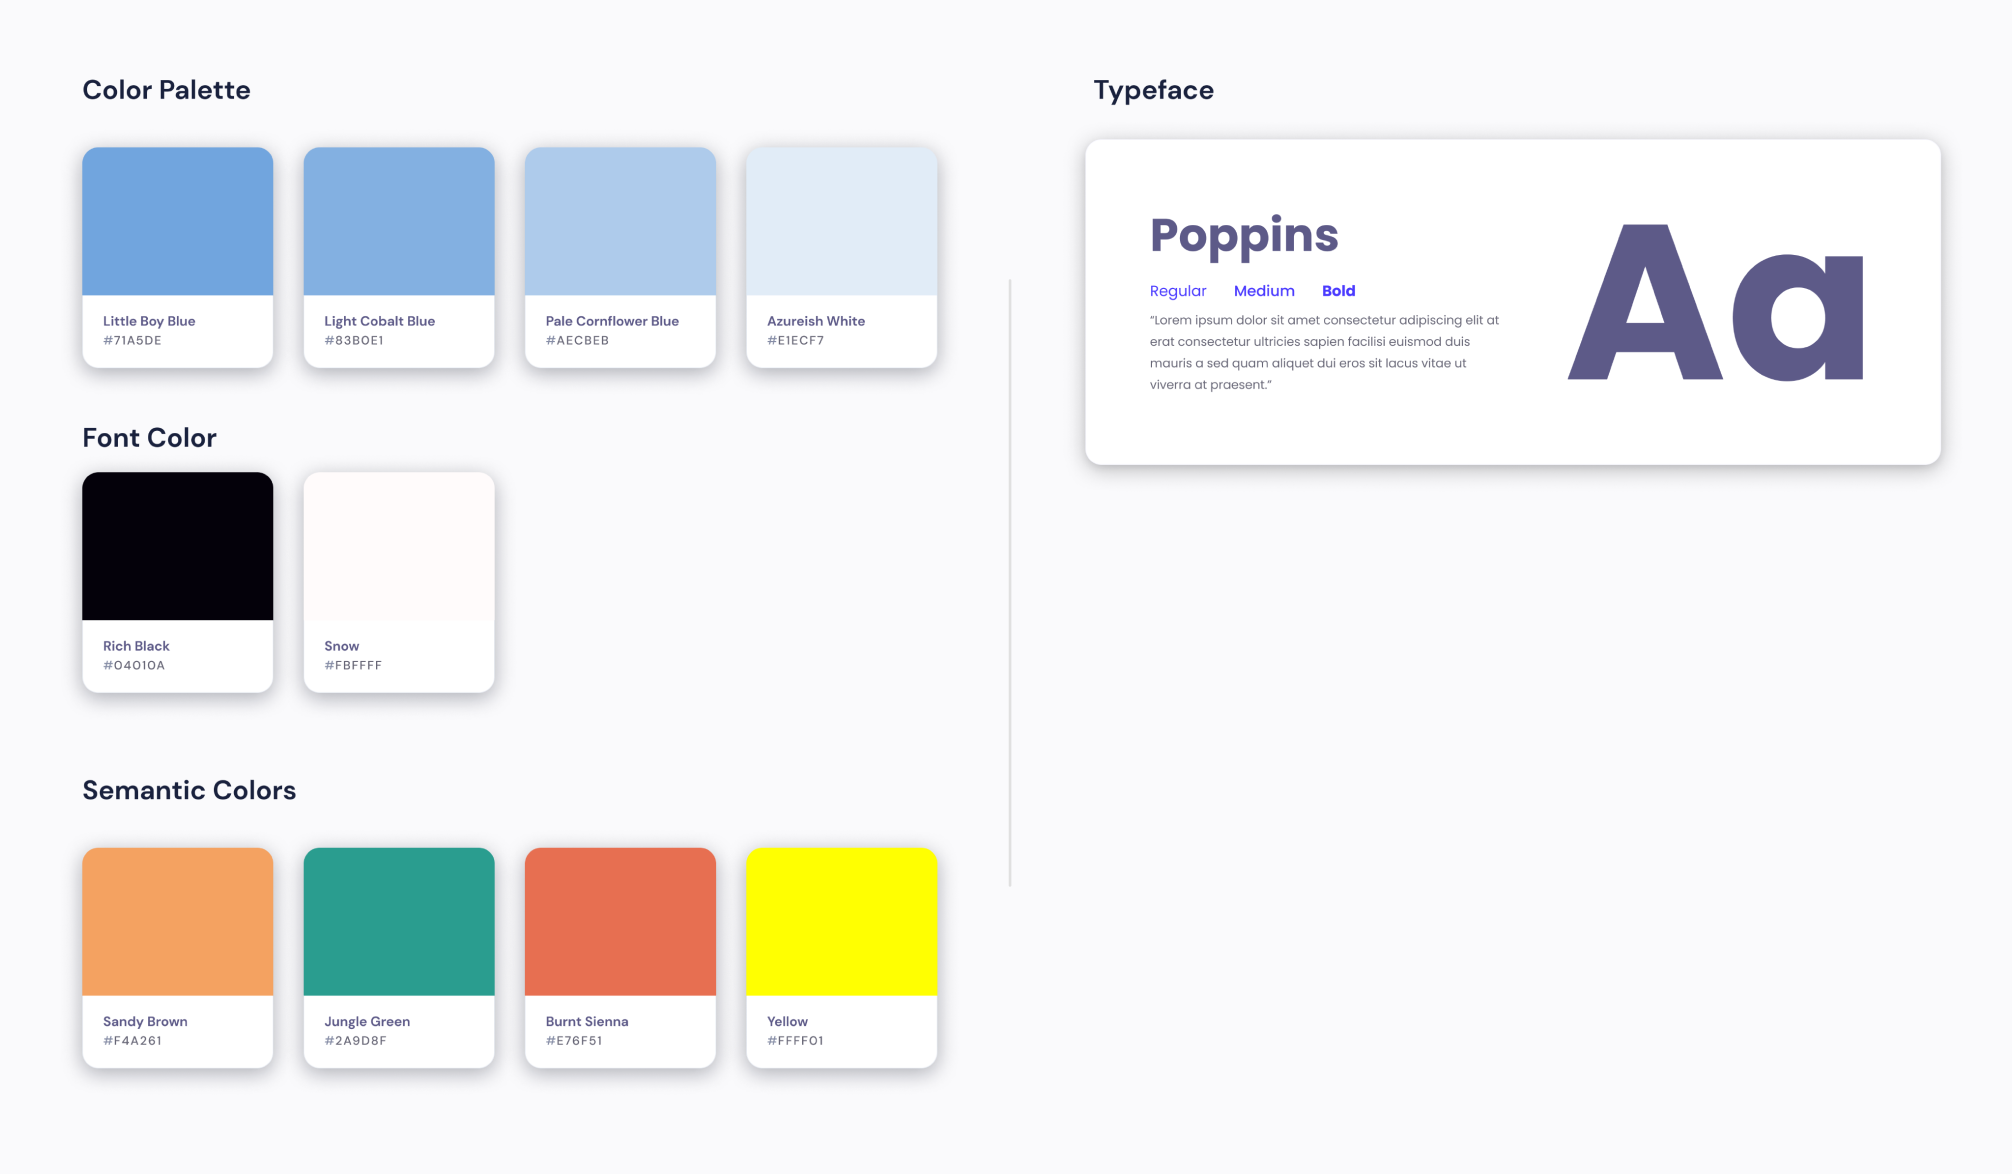 Color Palette
Little Boy Blue
#71A5DE
Light Cobalt Blue
#83B0E1
Pale Cornflower Blue
#AECBEB
Azureish White
#E1ECF7
Font Color
Rich Black
#04010A
Snow
#FBFFFF
Semantic Colors
Sandy Brown
#F4A261
Jungle Green
#2A9D8F
Burnt Sienna
#E76F51
Yellow
#FFFF01
Typeface
Poppins
Regular Medium Bold
“Lorem ipsum dolor sit amet consectetur adipiscing elit at
erat consectetur ultricies sapien facilisi euismod duis
mauris a sed quam aliquet dui eros sit lacus vitae ut
viverra at praesent.”
Aa